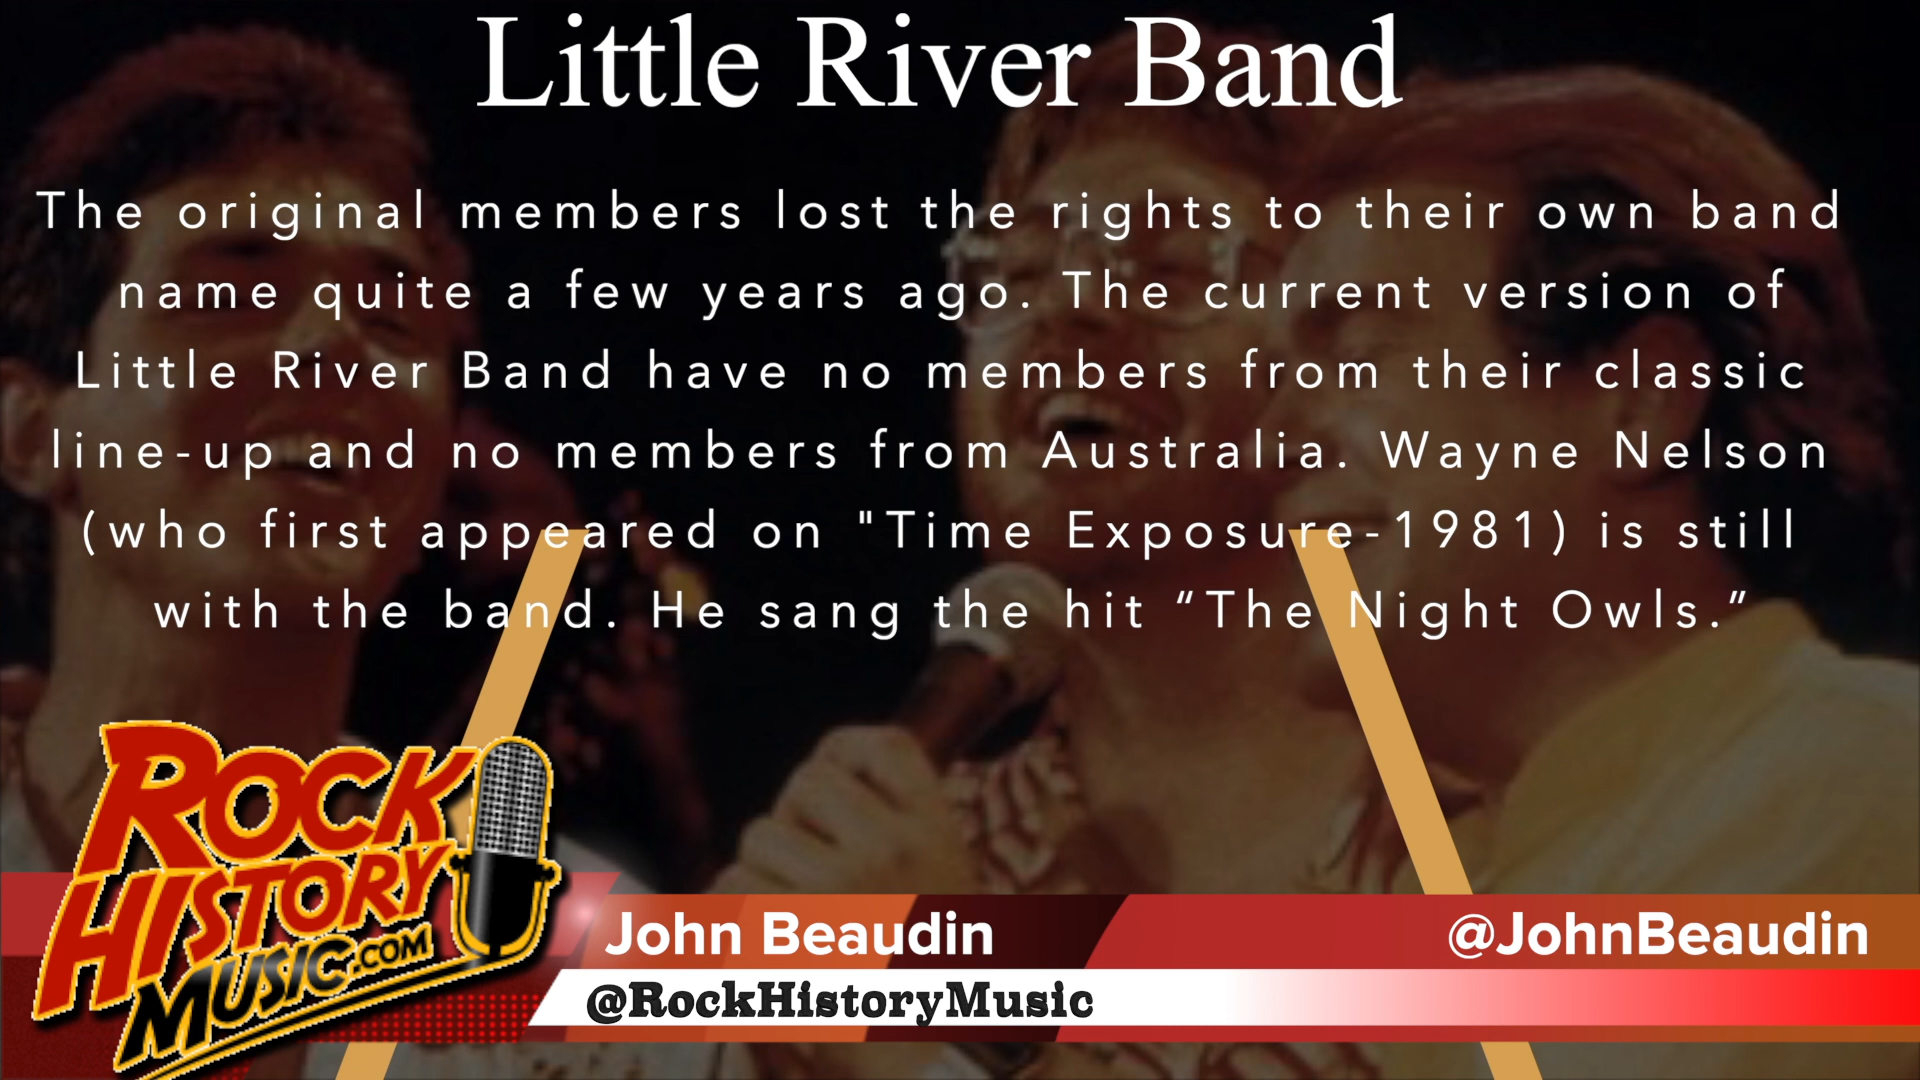 Little River Band
The original members lost the rights to their own band
name quite a few years ago. The current version of
Little River Band have no members from their classic
line-up and no members from Australia. Wayne Nelson
(who first appeared on "Time Exposure-1981) is still
with the band. He sang the hit “The Night Owls.”
ROCK
HISTORY
MUSIC.COM
John Beaudin
@JohnBeaudin
@RockHistoryMusic